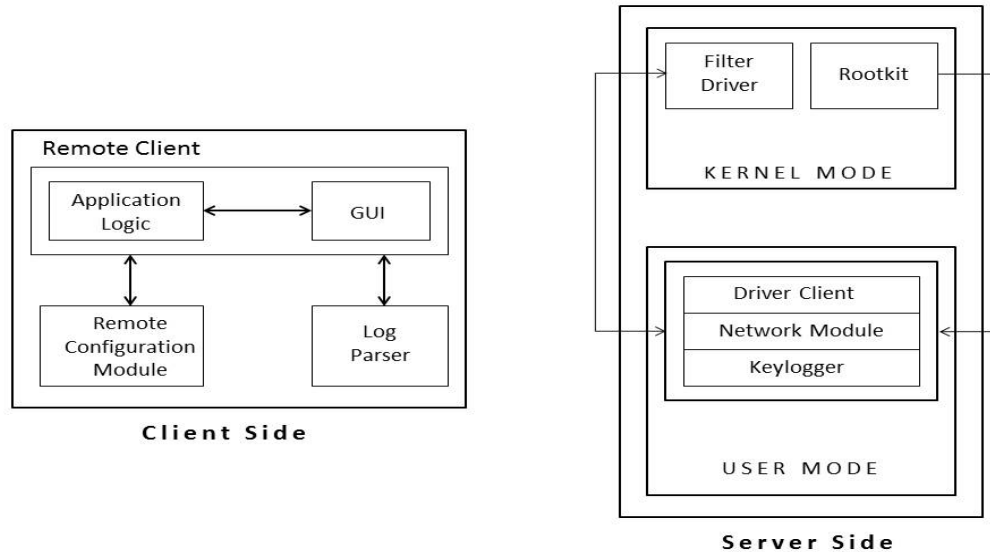 Remote Client
Application
Logic
GUI
Remote
Configuration
Module
Log
Parser
Client Side
Filter
Driver
Rootkit
KERNEL MODE
Driver Client
Network Module
Keylogger
USER MODE
Server Side